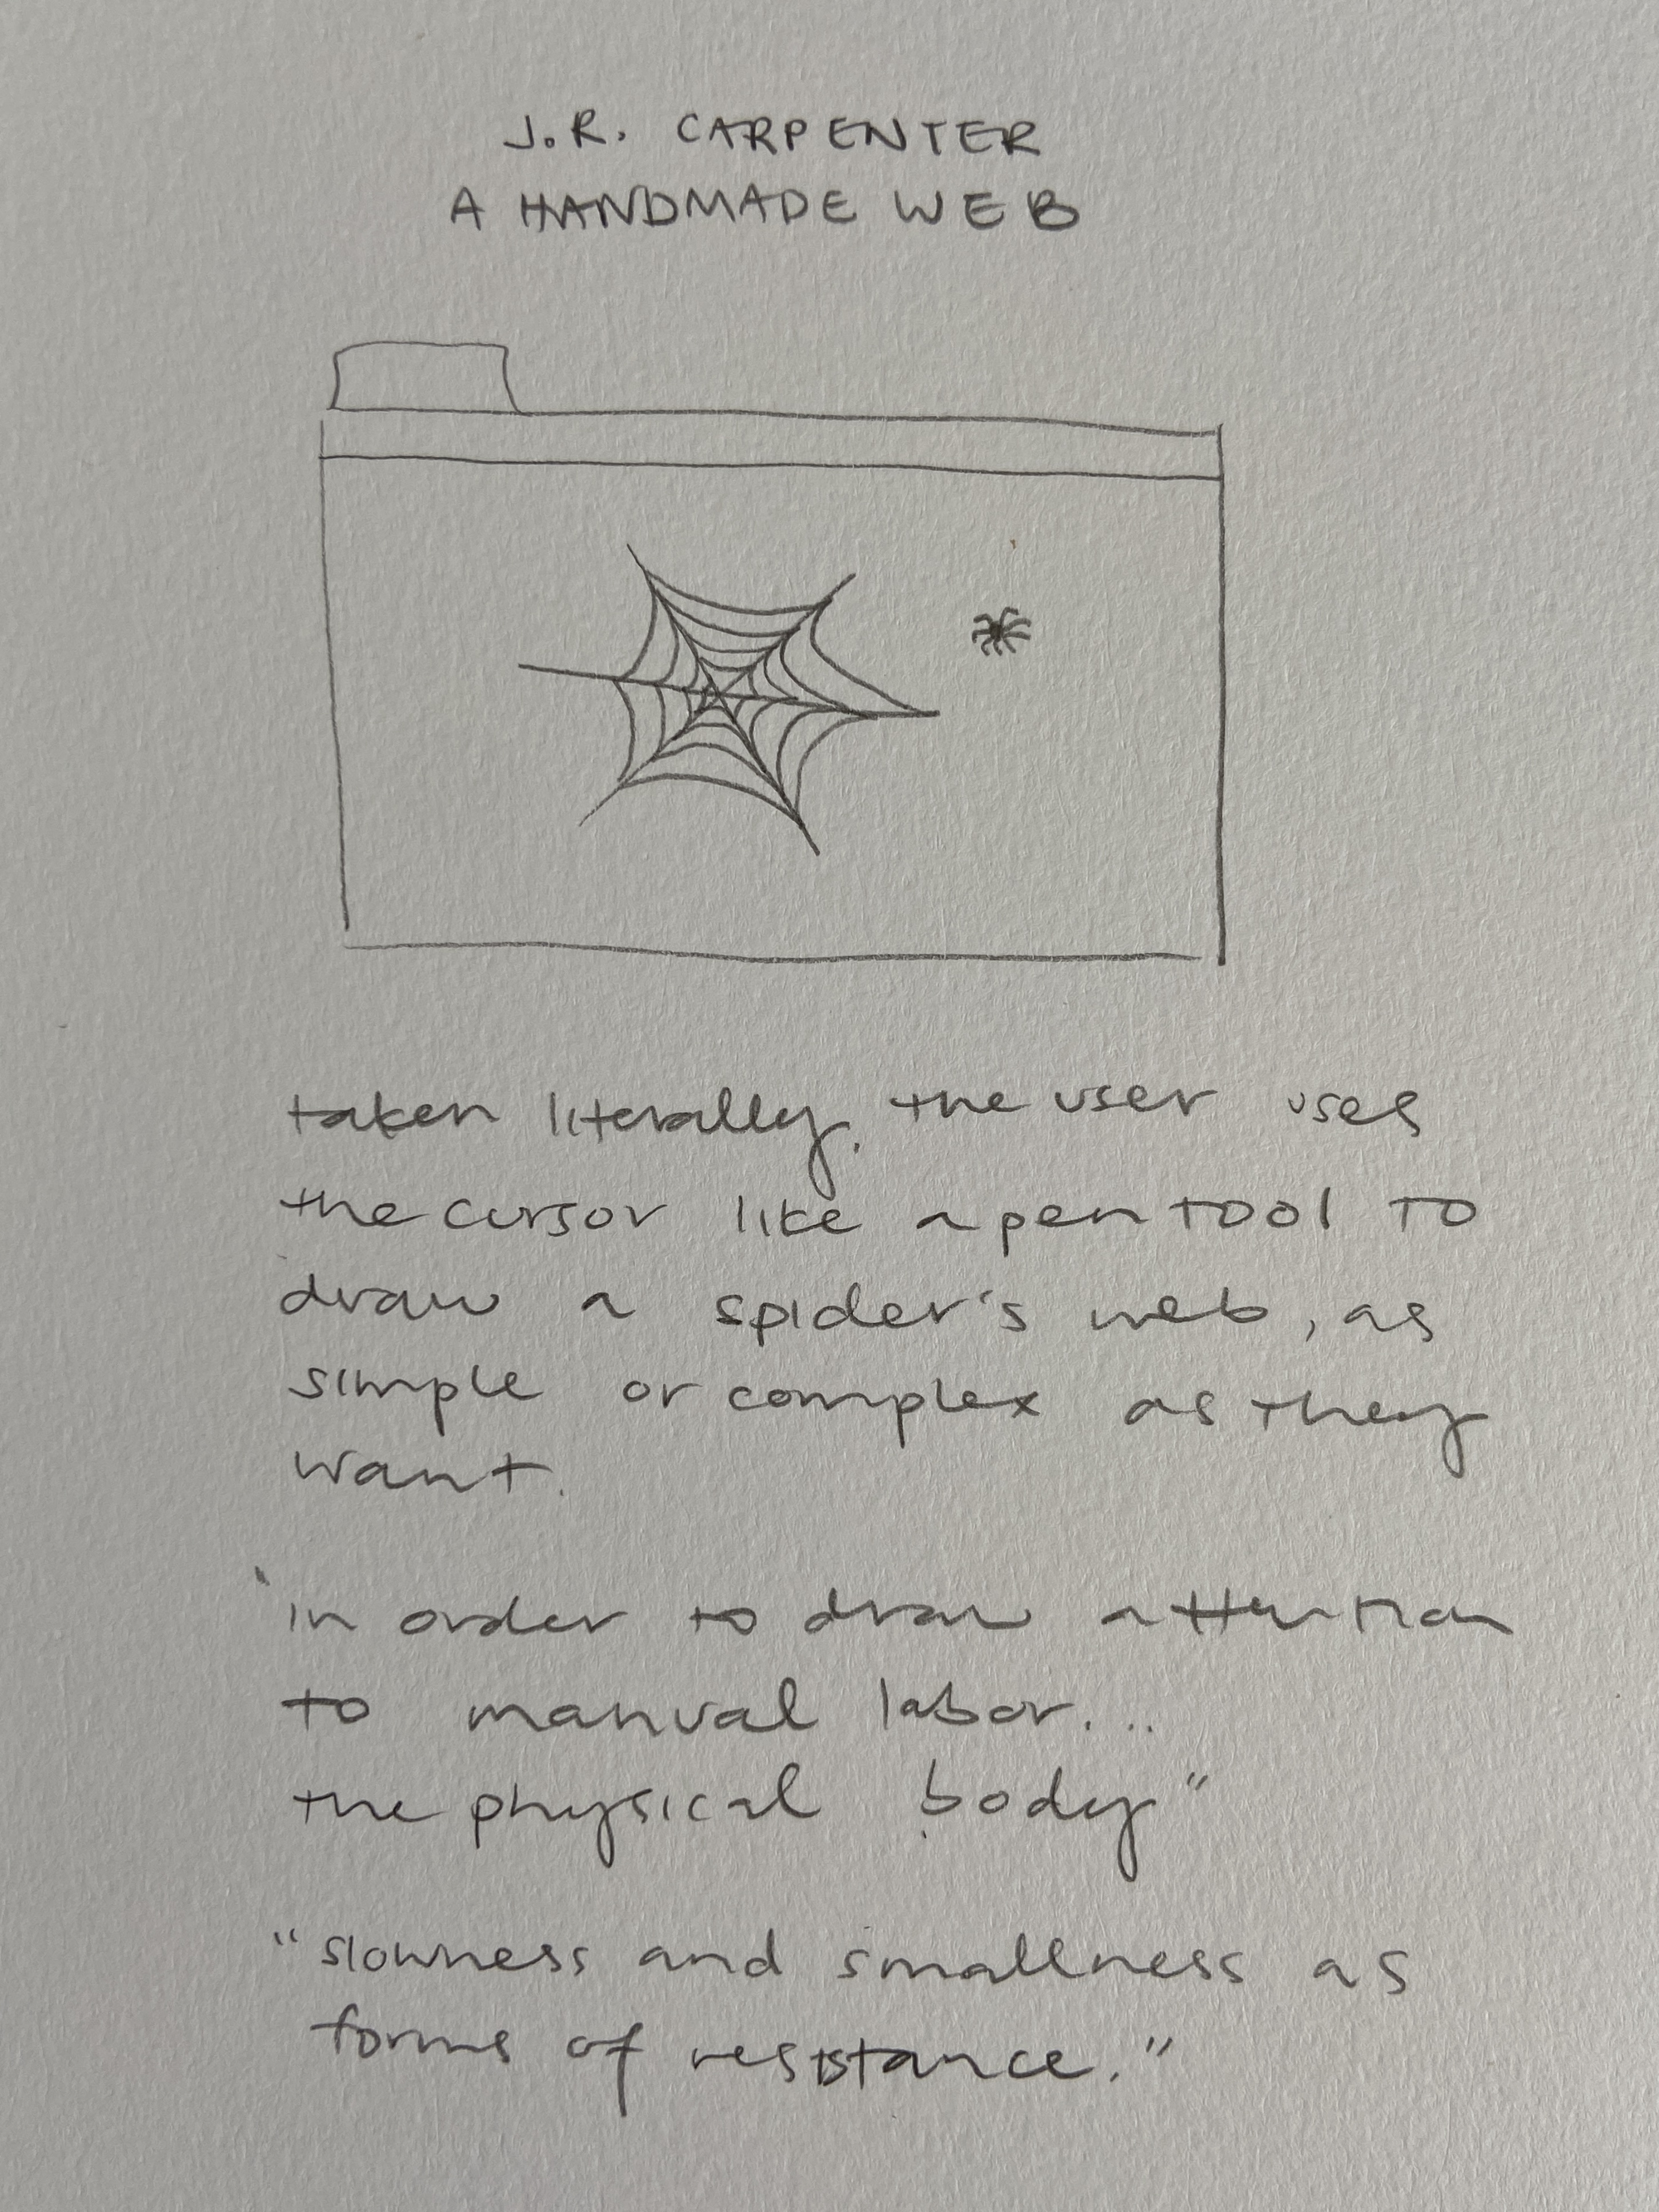 J.R. CARPENTER
A HANDMADE WEB
taken literally, the user uses
the cursor like a pen tool to
draw a spider's web, as
simple or complex as they
want.
'in order to draw attention
to manual labor...
the physical body"
"slowness and smallness as
forms of resistance."